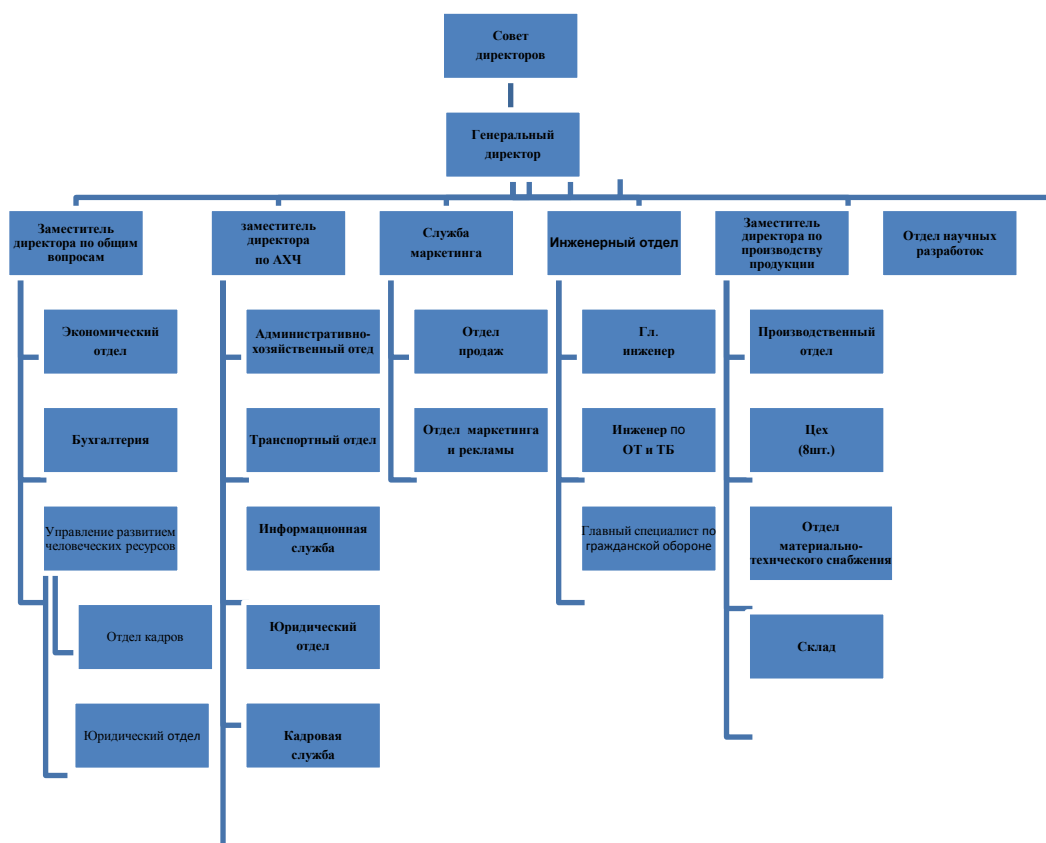 Совет
директоров
Генеральный
директор
Заместитель
директора по общим
вопросам
заместитель
директора
по АХЧ
Служба
маркетинга
Инженерный отдел
Заместитель
директора по
производству
продукции
Отдел научных
разработок
Экономический
отдел
Бухгалтерия
Управление развитием
человеческих ресурсов
Отдел кадров
Юридический отдел
Административно-
хозяйственный отед
Транспортный отдел
Информационная
служба
Юридический
отдел
Кадровая
служба
Отдел
продаж
Отдел маркетинга
и рекламы
Гл.
инженер
Инженер по
ОТ и ТБ
Главный специалист по
гражданской обороне
Производственный
отдел
Цех
(8шт.)
Отдел
материально-
технического снабжения
Склад